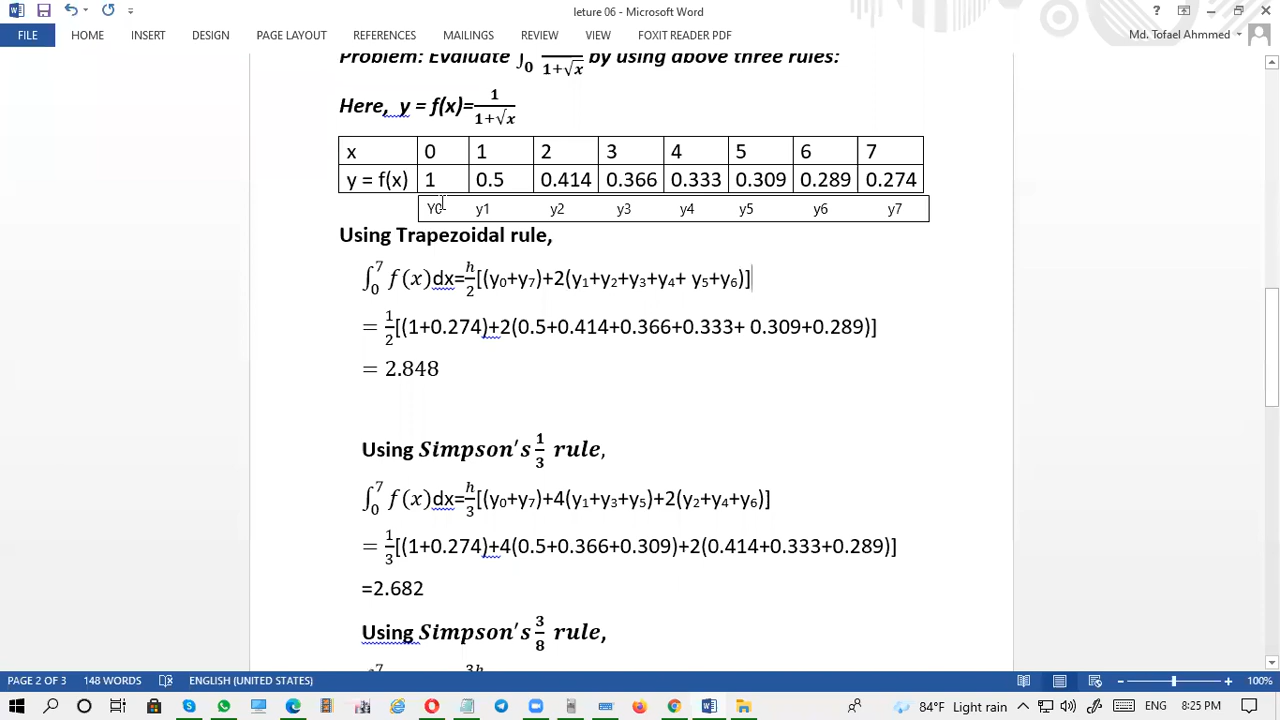 leture 06 - Microsoft Word
FILE HOME INSERT DESIGN PAGE LAYOUT REFERENCES MAILINGS REVIEW VIEW FOXIT READER PDF Md. Tofael Ahmmed
Problem: Evaluate ∫₀ 1+√x by using above three rules:
Here, y = f(x)=1/(1+√x)
x 0 1 2 3 4 5 6 7
y = f(x) 1 0.5 0.414 0.366 0.333 0.309 0.289 0.274
Y0 y1 y2 y3 y4 y5 y6 y7
Using Trapezoidal rule,
∫₀⁷ f(x)dx=h/2[(y₀+y₇)+2(y₁+y₂+y₃+y₄+ y₅+y₆)]
= 1/2[(1+0.274)+2(0.5+0.414+0.366+0.333+ 0.309+0.289)]
= 2.848
Using Simpson's 1/3 rule,
∫₀⁷ f(x)dx=h/3[(y₀+y₇)+4(y₁+y₃+y₅)+2(y₂+y₄+y₆)]
= 1/3[(1+0.274)+4(0.5+0.366+0.309)+2(0.414+0.333+0.289)]
=2.682
Using Simpson's 3/8 rule,
7 3h
PAGE 2 OF 3 148 WORDS ENGLISH (UNITED STATES) 100%
84°F Light rain 8:25 PM